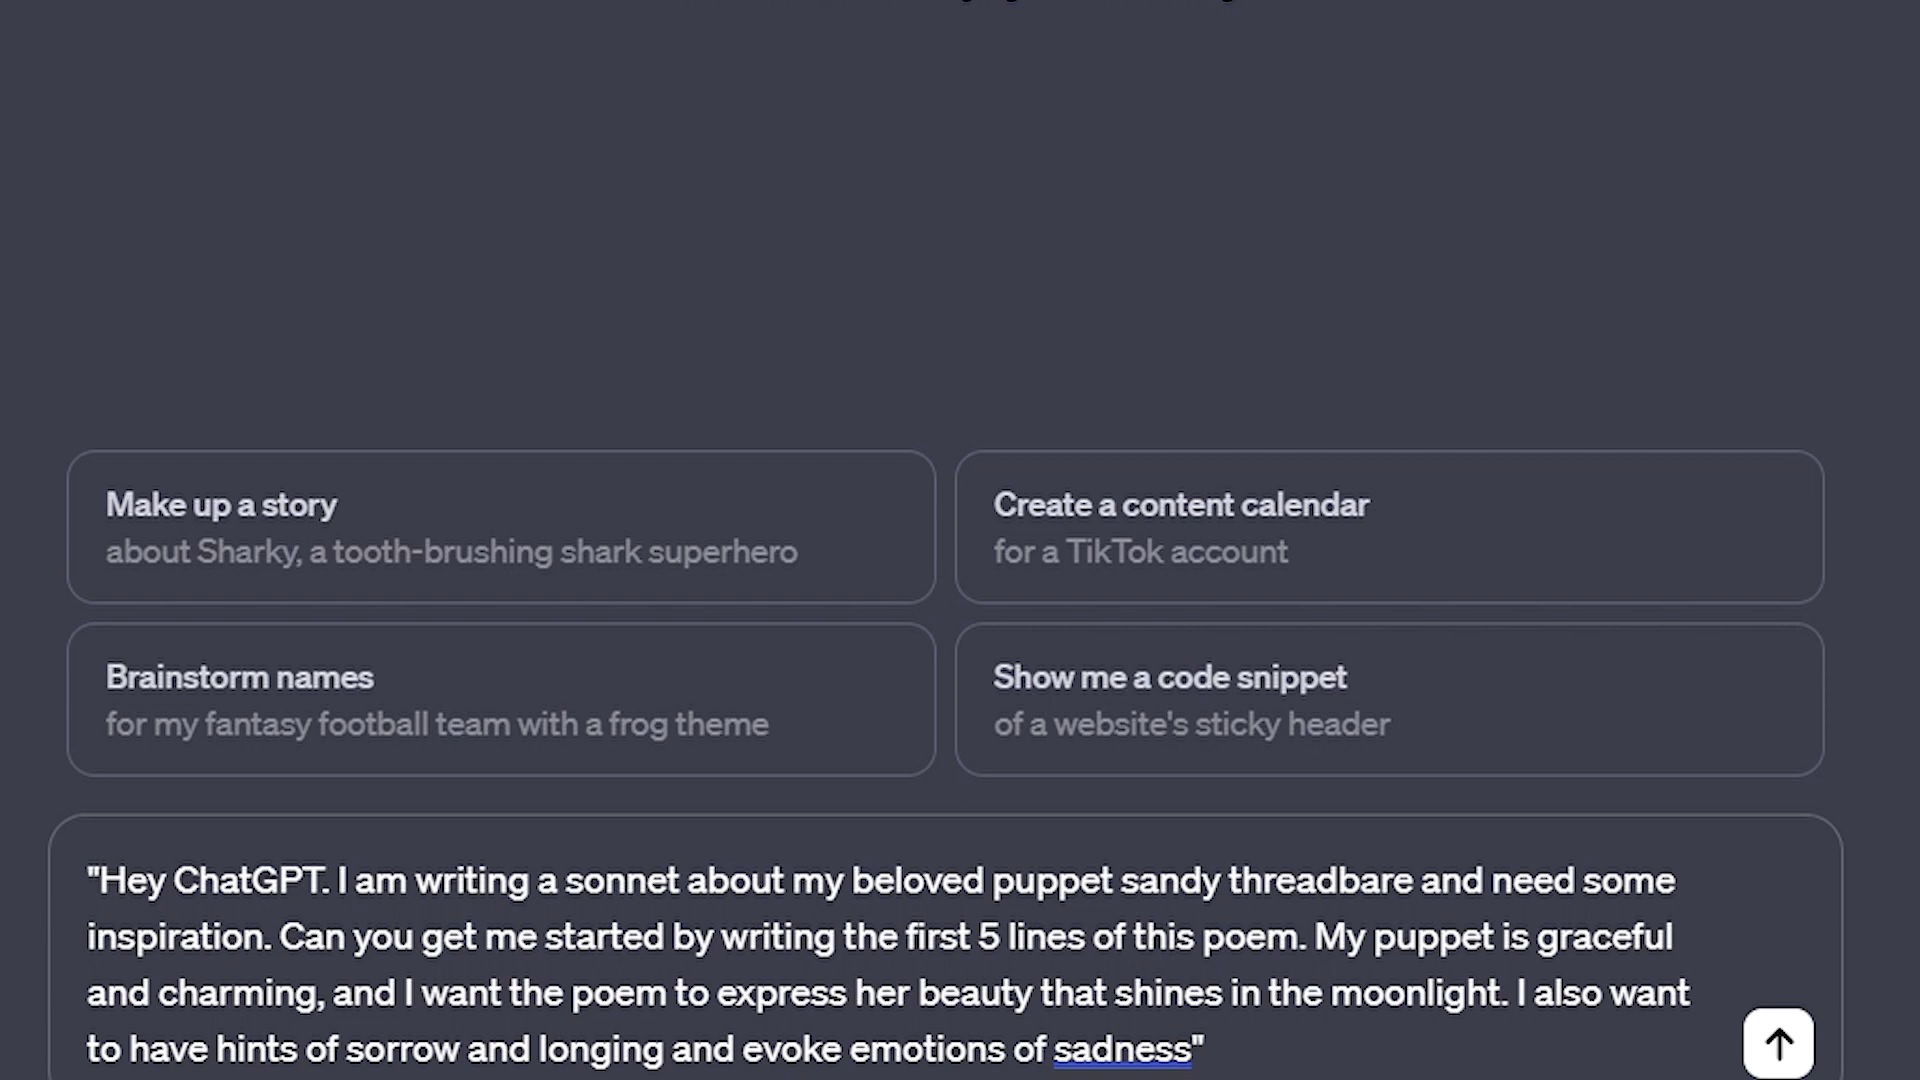 Make up a story
about Sharky, a tooth-brushing shark superhero
Create a content calendar
for a TikTok account
Brainstorm names
for my fantasy football team with a frog theme
Show me a code snippet
of a website's sticky header
"Hey ChatGPT. I am writing a sonnet about my beloved puppet sandy threadbare and need some
inspiration. Can you get me started by writing the first 5 lines of this poem. My puppet is graceful
and charming, and I want the poem to express her beauty that shines in the moonlight. I also want
to have hints of sorrow and longing and evoke emotions of sadness"